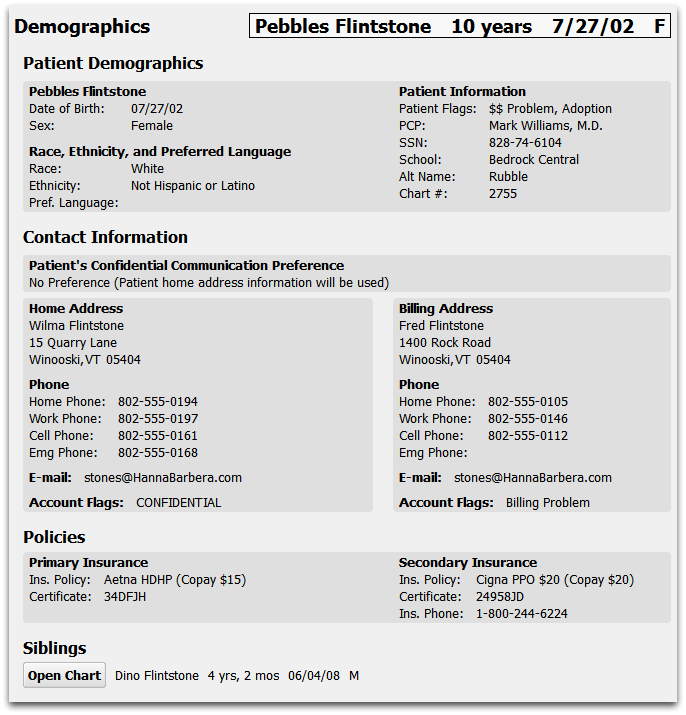 Demographics
Pebbles Flintstone 10 years 7/27/02 F
Patient Demographics
Pebbles Flintstone
Date of Birth: 07/27/02
Sex: Female
Race, Ethnicity, and Preferred Language
Race: White
Ethnicity: Not Hispanic or Latino
Pref. Language:
Patient Information
Patient Flags: $$ Problem, Adoption
PCP: Mark Williams, M.D.
SSN: 828-74-6104
School: Bedrock Central
Alt Name: Rubble
Chart #: 2755
Contact Information
Patient's Confidential Communication Preference
No Preference (Patient home address information will be used)
Home Address
Wilma Flintstone
15 Quarry Lane
Winooski,VT 05404
Phone
Home Phone: 802-555-0194
Work Phone: 802-555-0197
Cell Phone: 802-555-0161
Emg Phone: 802-555-0168
E-mail: stones@HannaBarbera.com
Account Flags: CONFIDENTIAL
Billing Address
Fred Flintstone
1400 Rock Road
Winooski,VT 05404
Phone
Home Phone: 802-555-0105
Work Phone: 802-555-0146
Cell Phone: 802-555-0112
Emg Phone:
E-mail: stones@HannaBarbera.com
Account Flags: Billing Problem
Policies
Primary Insurance
Ins. Policy: Aetna HDHP (Copay $15)
Certificate: 34DFJH
Secondary Insurance
Ins. Policy: Cigna PPO $20 (Copay $20)
Certificate: 24958JD
Ins. Phone: 1-800-244-6224
Siblings
Open Chart Dino Flintstone 4 yrs, 2 mos 06/04/08 M